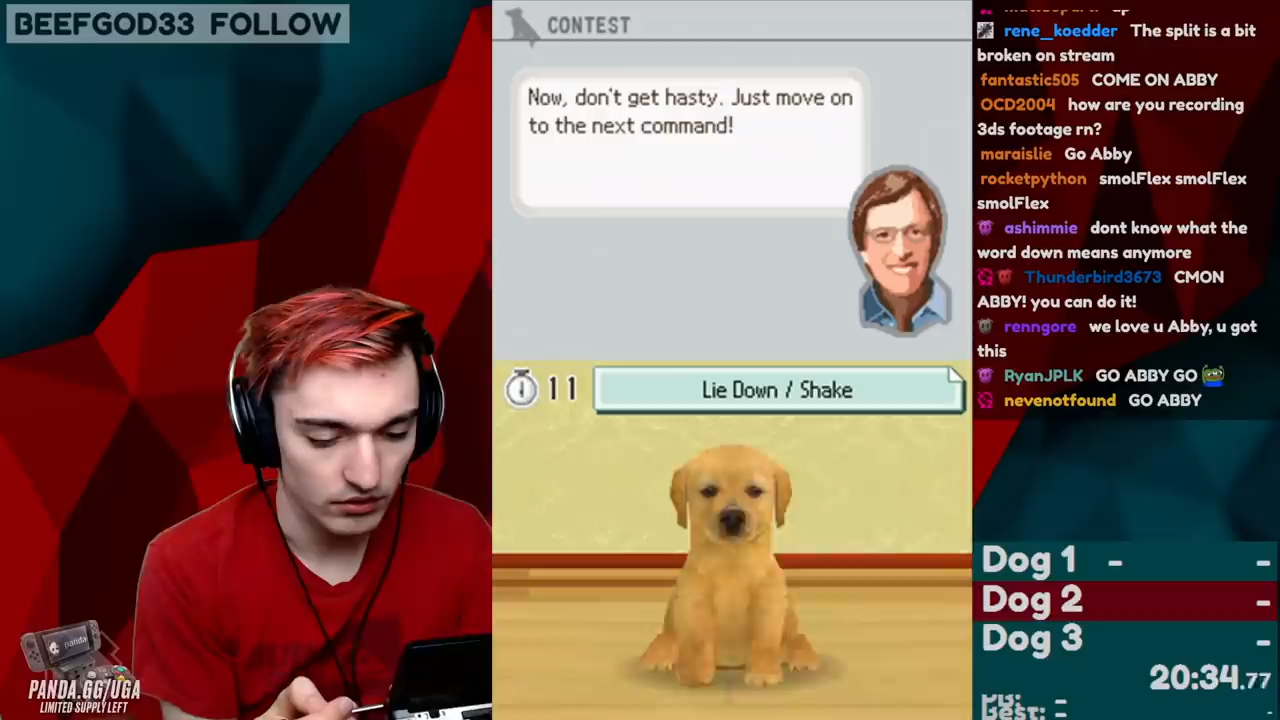 BEEFGOD33 FOLLOW
CONTEST
Now, don't get hasty. Just move on
to the next command!
11
Lie Down / Shake
rene_koedder The split is a bit
broken on stream
fantastic505 COME ON ABBY
OCD2004 how are you recording
3ds footage rn?
maraislie Go Abby
rocketpython smolFlex smolFlex
smolFlex
ashimmie dont know what the
word down means anymore
Thunderbird3673 CMON
ABBY! you can do it!
renngore we love u Abby, u got
this
RyanJPLK GO ABBY GO
nevenotfound GO ABBY
Dog 1 - -
Dog 2 -
Dog 3 -
20:34.77
PB: -
Best: - -
panda
PANDA.GG/UGA
LIMITED SUPPLY LEFT